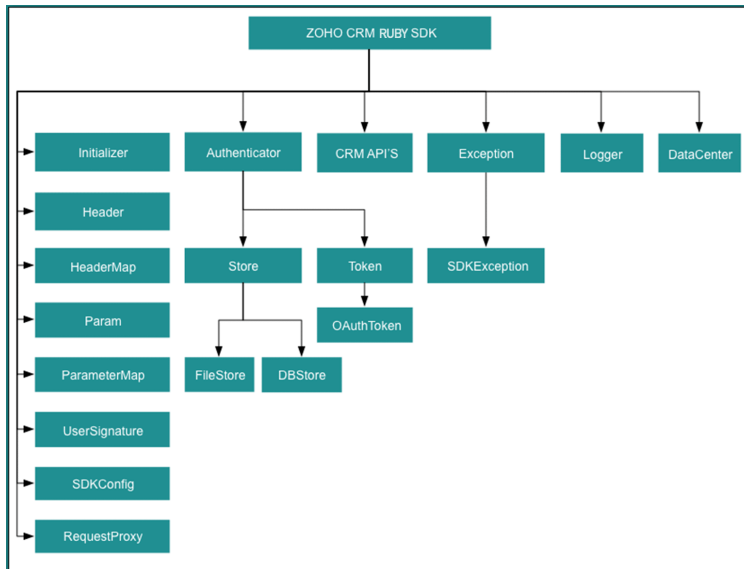 ZOHO CRM RUBY SDK
Initializer
Authenticator
CRM API'S
Exception
Logger
DataCenter
Header
HeaderMap
Store
Token
SDKException
Param
OAuthToken
ParameterMap
FileStore
DBStore
UserSignature
SDKConfig
RequestProxy